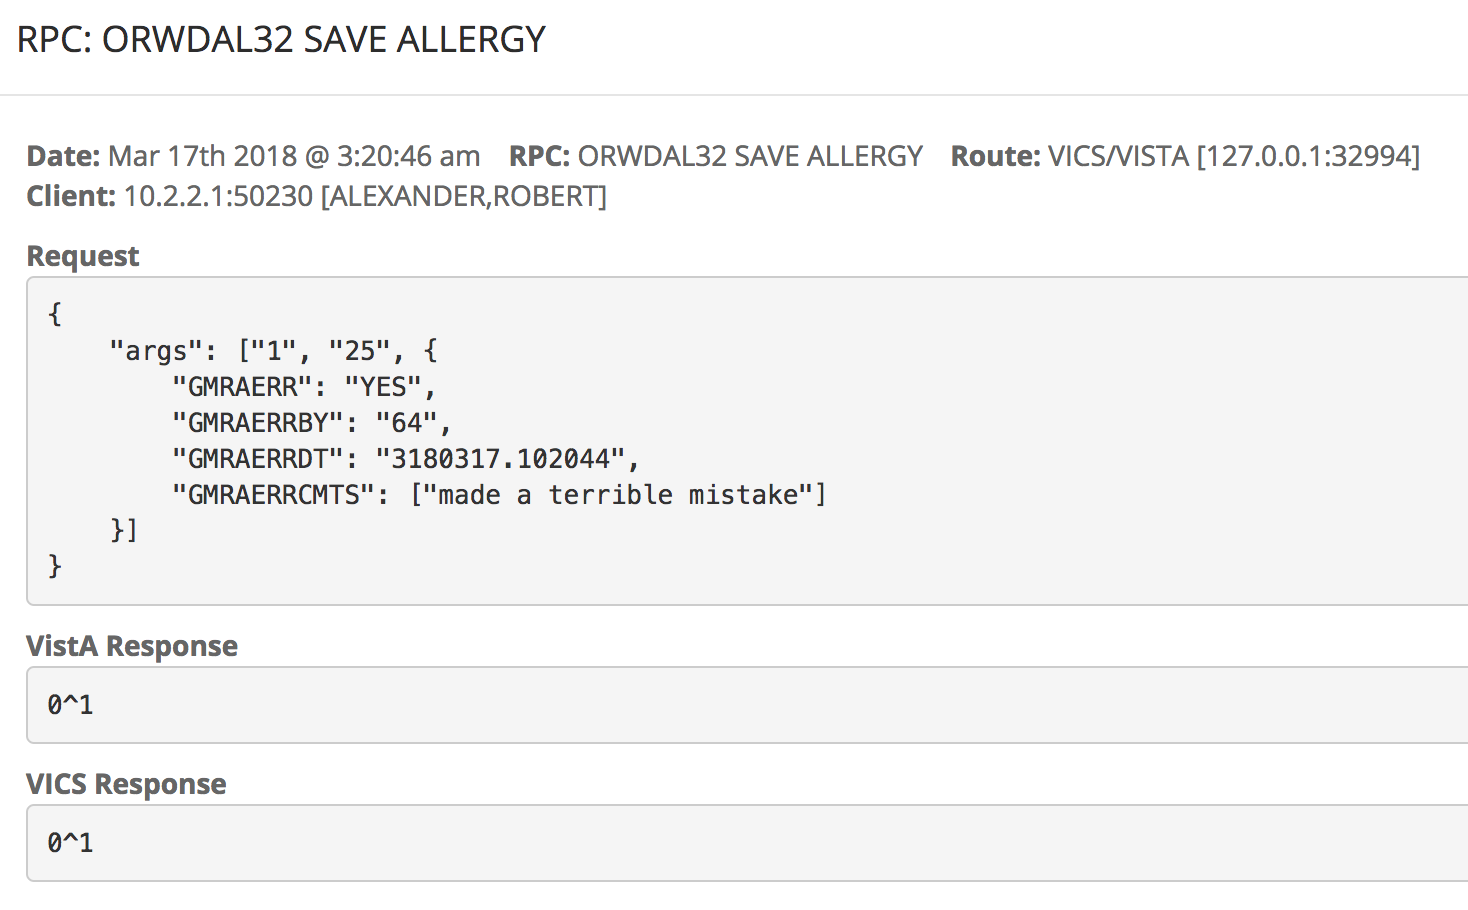 RPC: ORWDAL32 SAVE ALLERGY
Date: Mar 17th 2018 @ 3:20:46 am RPC: ORWDAL32 SAVE ALLERGY Route: VICS/VISTA [127.0.0.1:32994]
Client: 10.2.2.1:50230 [ALEXANDER,ROBERT]
Request
{
    "args": ["1", "25", {
        "GMRAERR": "YES",
        "GMRAERRBY": "64",
        "GMRAERRDT": "3180317.102044",
        "GMRAERRCMTS": ["made a terrible mistake"]
    }]
}
VistA Response
0^1
VICS Response
0^1